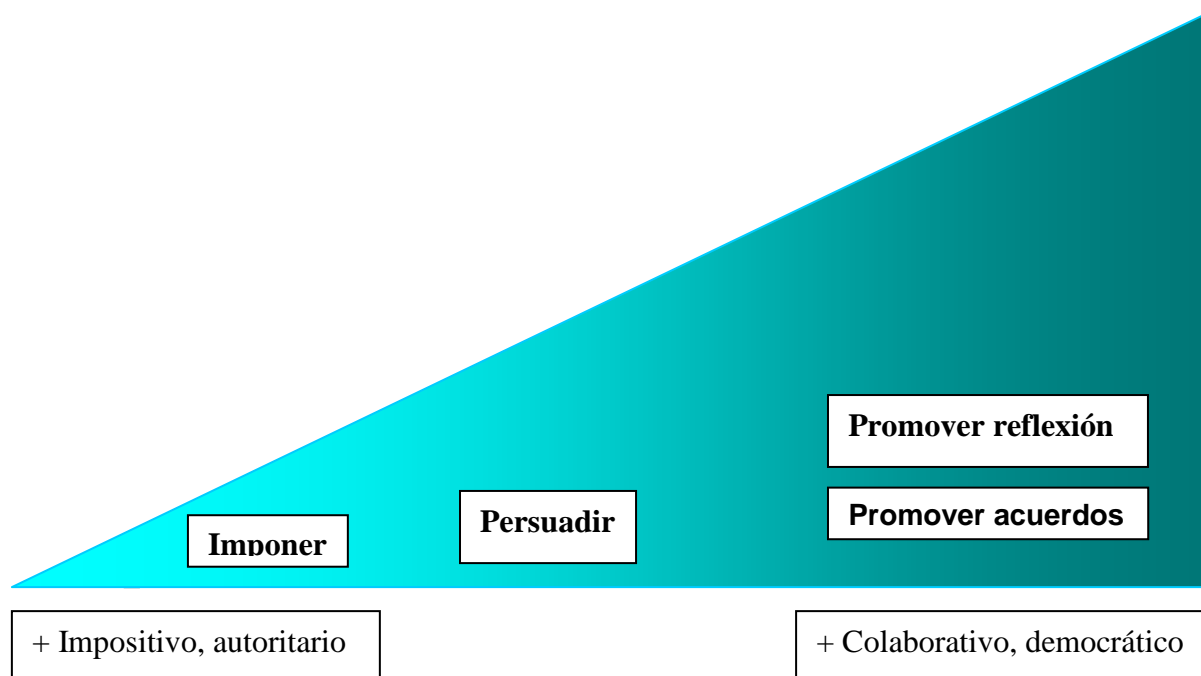 Promover reflexión
Promover acuerdos
Persuadir
Imponer
+ Impositivo, autoritario
+ Colaborativo, democrático